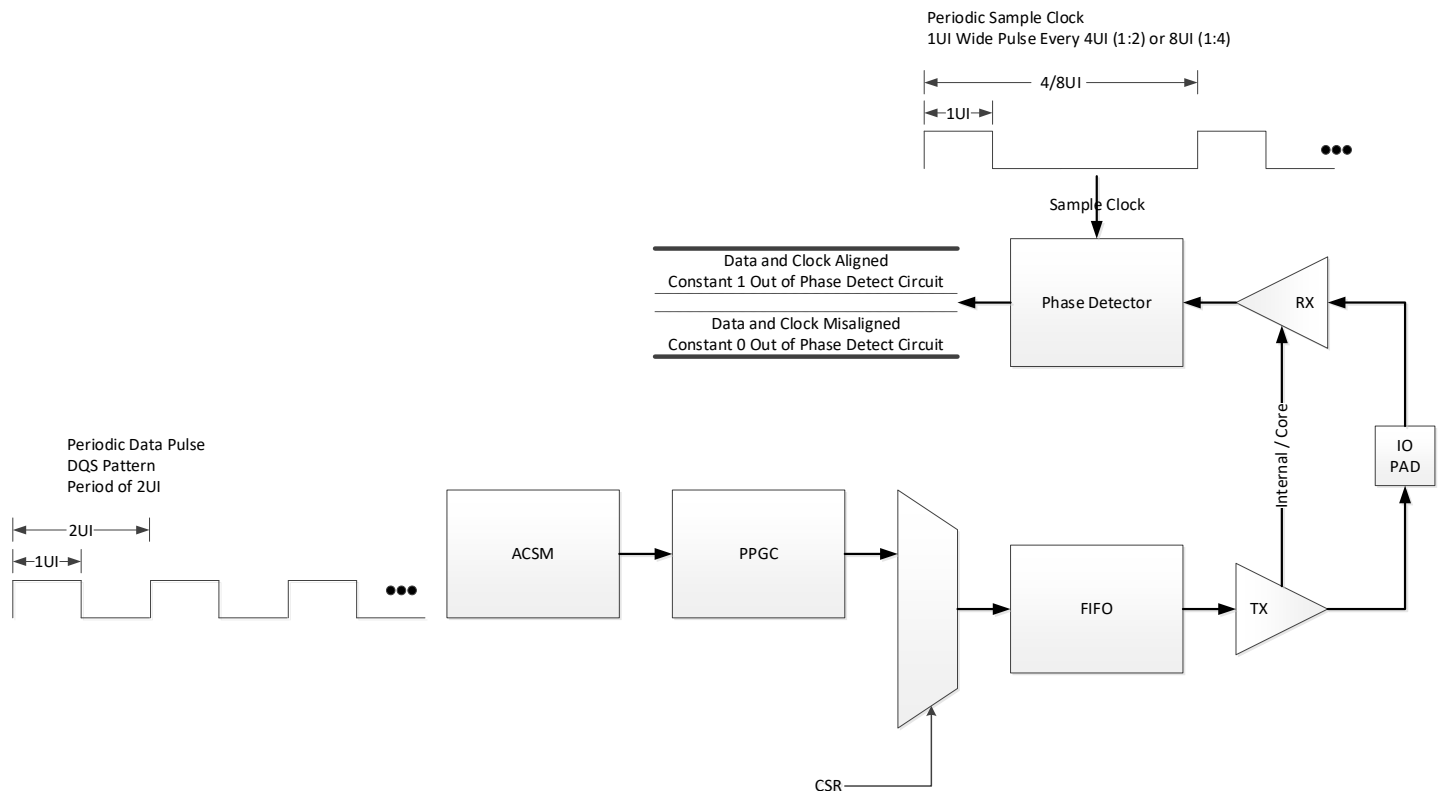 Periodic Sample Clock
1UI Wide Pulse Every 4UI (1:2) or 8UI (1:4)
4/8UI
1UI
Sample Clock
Data and Clock Aligned
Constant 1 Out of Phase Detect Circuit
Data and Clock Misaligned
Constant 0 Out of Phase Detect Circuit
Phase Detector
RX
Internal / Core
IO
PAD
Periodic Data Pulse
DQS Pattern
Period of 2UI
2UI
1UI
ACSM
PPGC
FIFO
TX
CSR